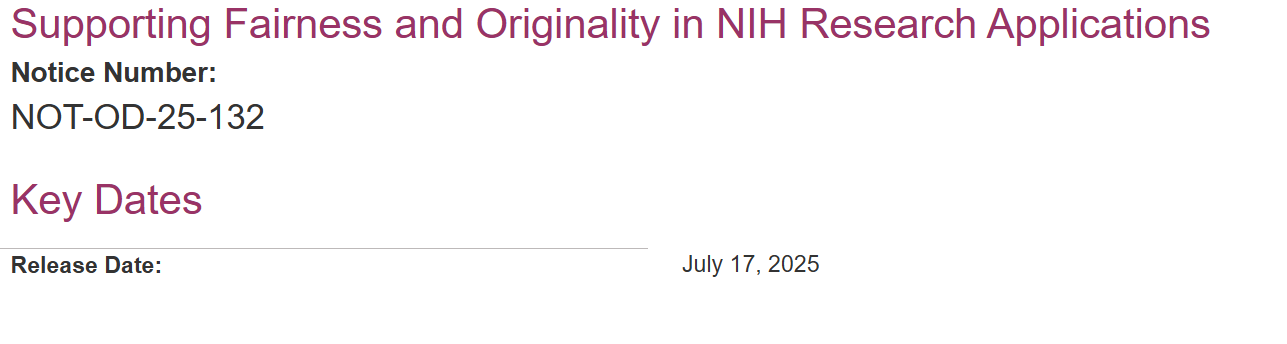 Supporting Fairness and Originality in NIH Research Applications
Notice Number:
NOT-OD-25-132
Key Dates
Release Date: July 17, 2025